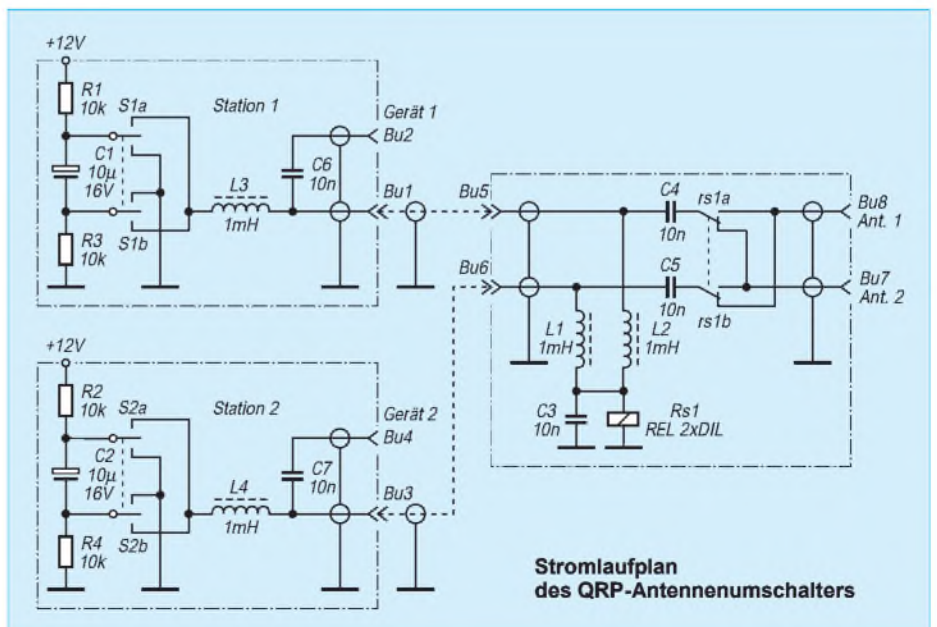 +12V
R1
10k
S1a
Station 1
Gerät 1
Bu2
C1
10µ
16V
C6
10n
L3
1mH
Bu1
R3
10k
S1b
Bu5
Bu6
C4
10n
rs1a
Bu8
Ant. 1
C5
10n
rs1b
Bu7
Ant. 2
L1
1mH
L2
1mH
C3
10n
Rs1
REL 2xDIL
+12V
R2
10k
S2a
Station 2
Gerät 2
Bu4
C2
10µ
16V
C7
10n
L4
1mH
Bu3
R4
10k
S2b
Stromlaufplan
des QRP-Antennenumschalters